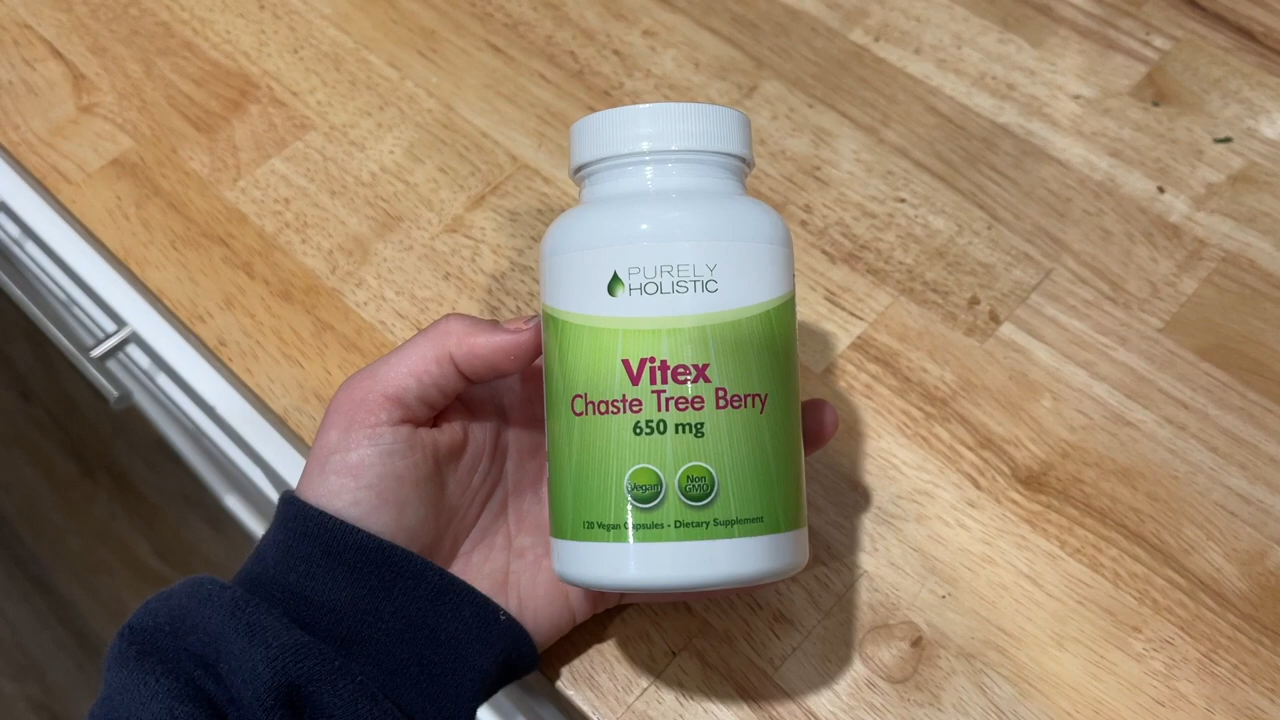 PURELY
HOLISTIC
Vitex
Chaste Tree Berry
650 mg
Vegan
Non
GMO
120 Vegan Capsules - Dietary Supplement